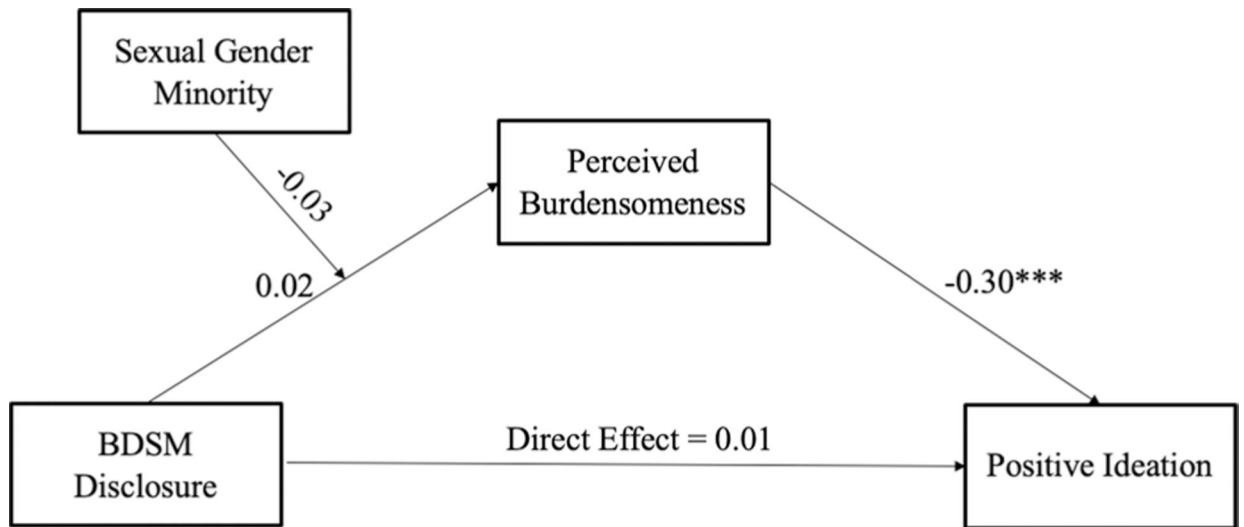 Sexual Gender
Minority
Perceived
Burdensomeness
-0.03
0.02
-0.30***
BDSM
Disclosure
Direct Effect = 0.01
Positive Ideation